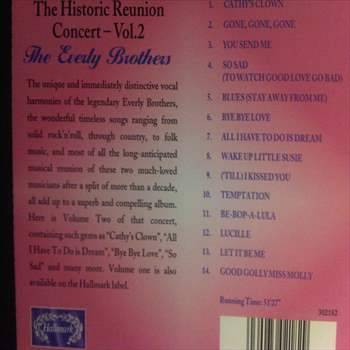 The Historic Reunion
Concert – Vol.2
The Everly Brothers
The unique and immediately distinctive vocal
harmonies of the legendary Everly Brothers,
the wonderful timeless songs ranging from
solid rock'n'roll, through country, to folk
music, and most of all the long-anticipated
musical reunion of these two much-loved
musicians after a split of more than a decade,
all add up to a superb and compelling album.
Here is Volume Two of that concert,
containing such gems as "Cathy's Clown", "All
I Have To Do is Dream", "Bye Bye Love", "So
Sad" and many more. Volume one is also
available on the Hallmark label.
Hallmark
1. CATHY'S CLOWN
2. GONE, GONE, GONE
3. YOU SEND ME
4. SO SAD
(TO WATCH GOOD LOVE GO BAD)
5. BLUES (STAY AWAY FROM ME)
6. BYE BYE LOVE
7. ALL I HAVE TO DO IS DREAM
8. WAKE UP LITTLE SUSIE
9. ('TILL) I KISSED YOU
10. TEMPTATION
11. BE-BOP-A-LULA
12. LUCILLE
13. LET IT BE ME
14. GOOD GOLLY MISS MOLLY
Running Time: 51'27"
302152